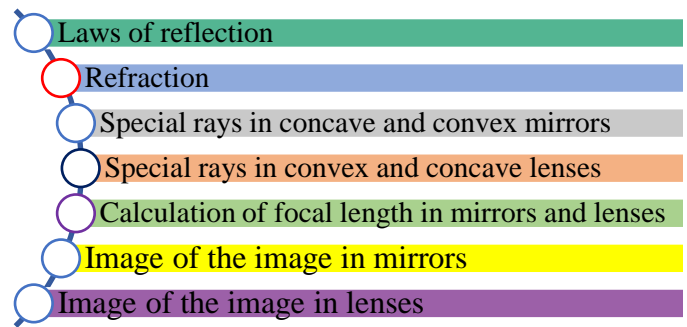 Laws of reflection
Refraction
Special rays in concave and convex mirrors
Special rays in convex and concave lenses
Calculation of focal length in mirrors and lenses
Image of the image in mirrors
Image of the image in lenses